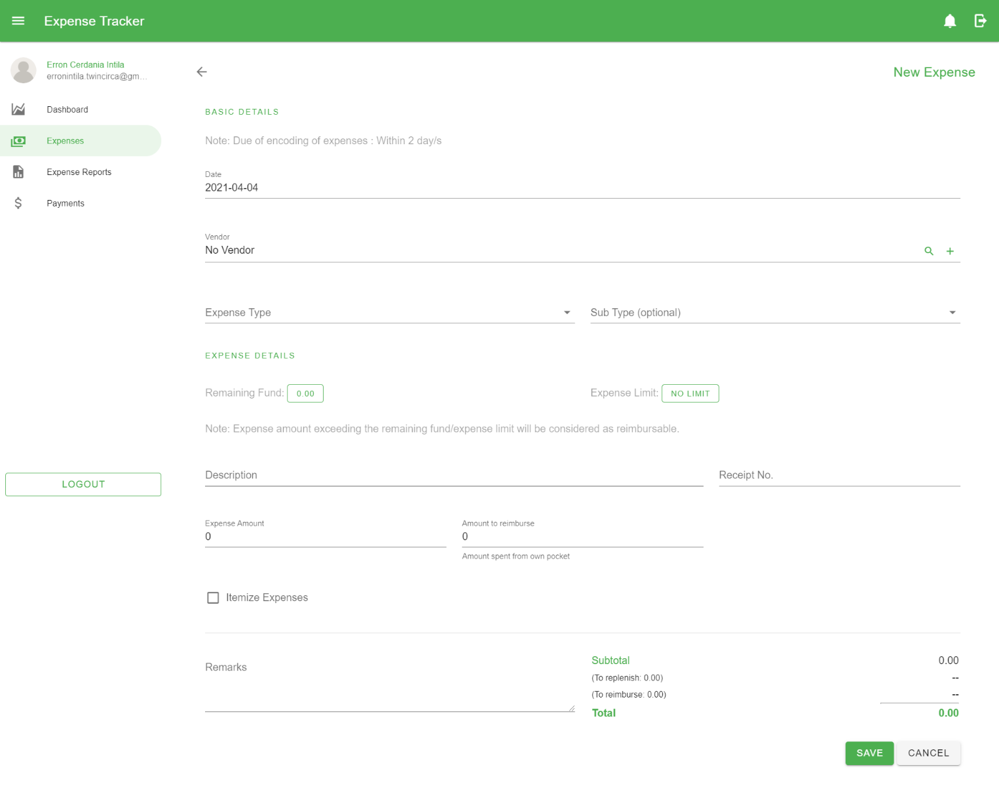 Expense Tracker
Erron Cerdania Intila
erronintila.twincirca@gm...
Dashboard
Expenses
Expense Reports
Payments
LOGOUT
New Expense
BASIC DETAILS
Note: Due of encoding of expenses : Within 2 day/s
Date
2021-04-04
Vendor
No Vendor
Expense Type
Sub Type (optional)
EXPENSE DETAILS
Remaining Fund: 0.00
Expense Limit: NO LIMIT
Note: Expense amount exceeding the remaining fund/expense limit will be considered as reimbursable.
Description
Receipt No.
Expense Amount
0
Amount to reimburse
0
Amount spent from own pocket
Itemize Expenses
Remarks
Subtotal 0.00
(To replenish: 0.00) --
(To reimburse: 0.00) --
Total 0.00
SAVE
CANCEL